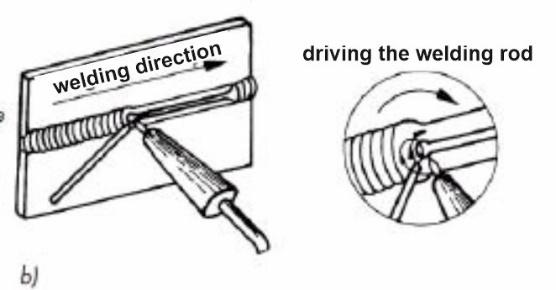 welding direction
driving the welding rod
b)